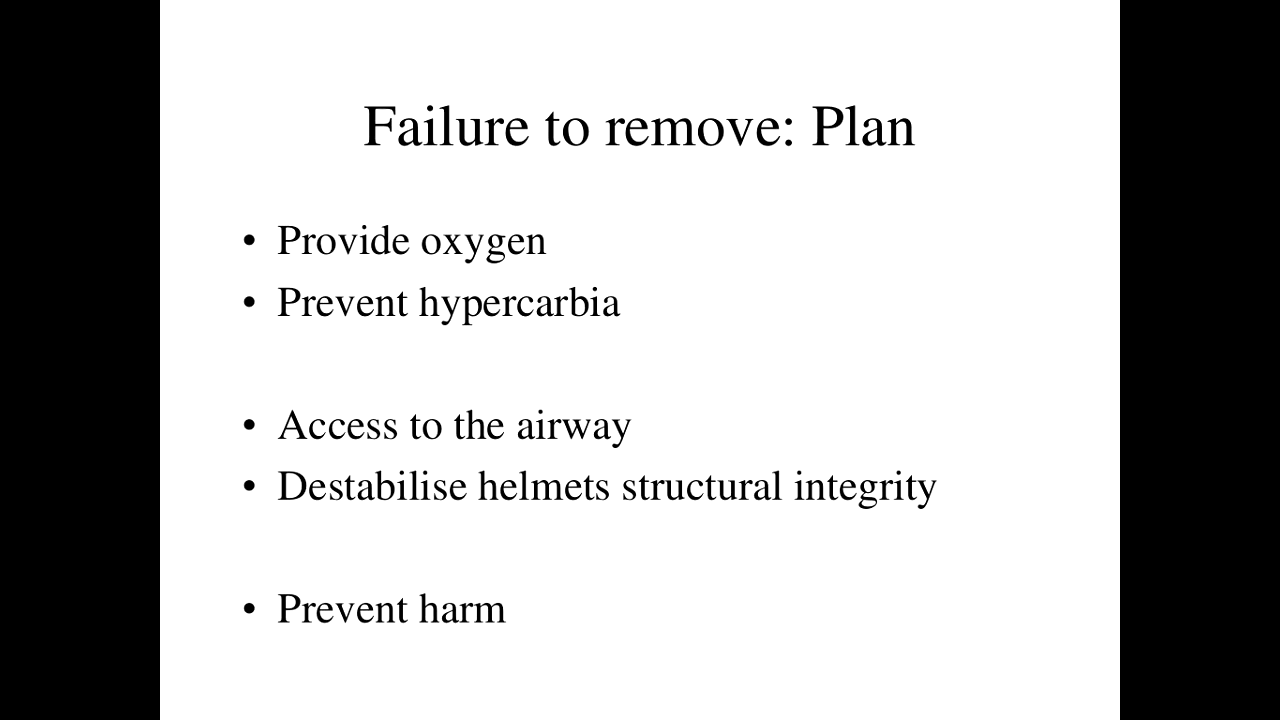 Failure to remove: Plan
• Provide oxygen
• Prevent hypercarbia
• Access to the airway
• Destabilise helmets structural integrity
• Prevent harm